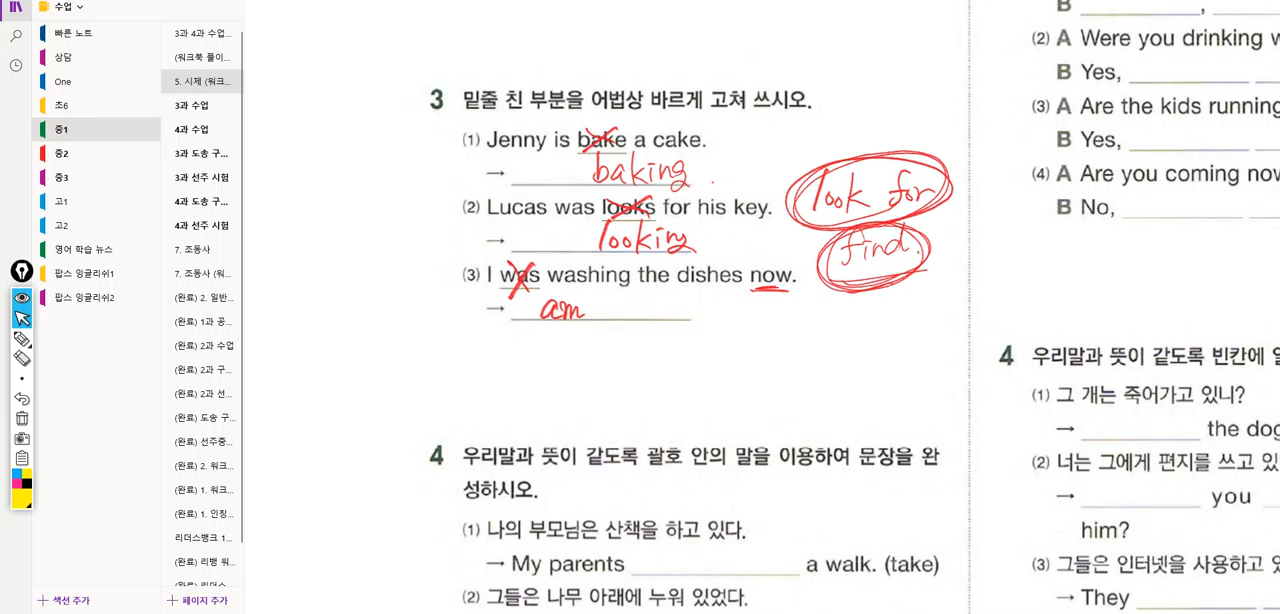 수업
빠른 노트
상담
One
초6
중1
중2
중3
고1
고2
영어 학습 뉴스
팝스 잉글리쉬1
팝스 잉글리쉬2
섹션 추가
3과 4과 수업...
(워크북 풀이...
5. 시제 (워크...
3과 수업
4과 수업
3과 도송 구...
3과 선주 시험
4과 도송 구...
4과 선주 시험
7. 조동사
7. 조동사 (워...
(완료) 2. 일반...
(완료) 1과 공...
(완료) 2과 수업
(완료) 2과 구...
(완료) 2과 선...
(완료) 도송 구...
(완료) 선주중...
(완료) 2. 워크...
(완료) 1. 워크...
(완료) 1. 인칭...
리더스뱅크 1...
(완료) 리뱅 워...
페이지 추가
3 밑줄 친 부분을 어법상 바르게 고쳐 쓰시오.
(1) Jenny is bake a cake.
→ baking
(2) Lucas was looks for his key.
→ looking
look for
find.
(3) I was washing the dishes now.
→ am
4 우리말과 뜻이 같도록 괄호 안의 말을 이용하여 문장을 완
성하시오.
(1) 나의 부모님은 산책을 하고 있다.
→ My parents a walk. (take)
(2) 그들은 나무 아래에 누워 있었다.
B ,
(2) A Were you drinking
B Yes,
(3) A Are the kids running
B Yes,
(4) A Are you coming now
B No,
4 우리말과 뜻이 같도록 빈칸에
(1) 그 개는 죽어가고 있니?
→ the dog
(2) 너는 그에게 편지를 쓰고
→ you
him?
(3) 그들은 인터넷을 사용하고
→ They